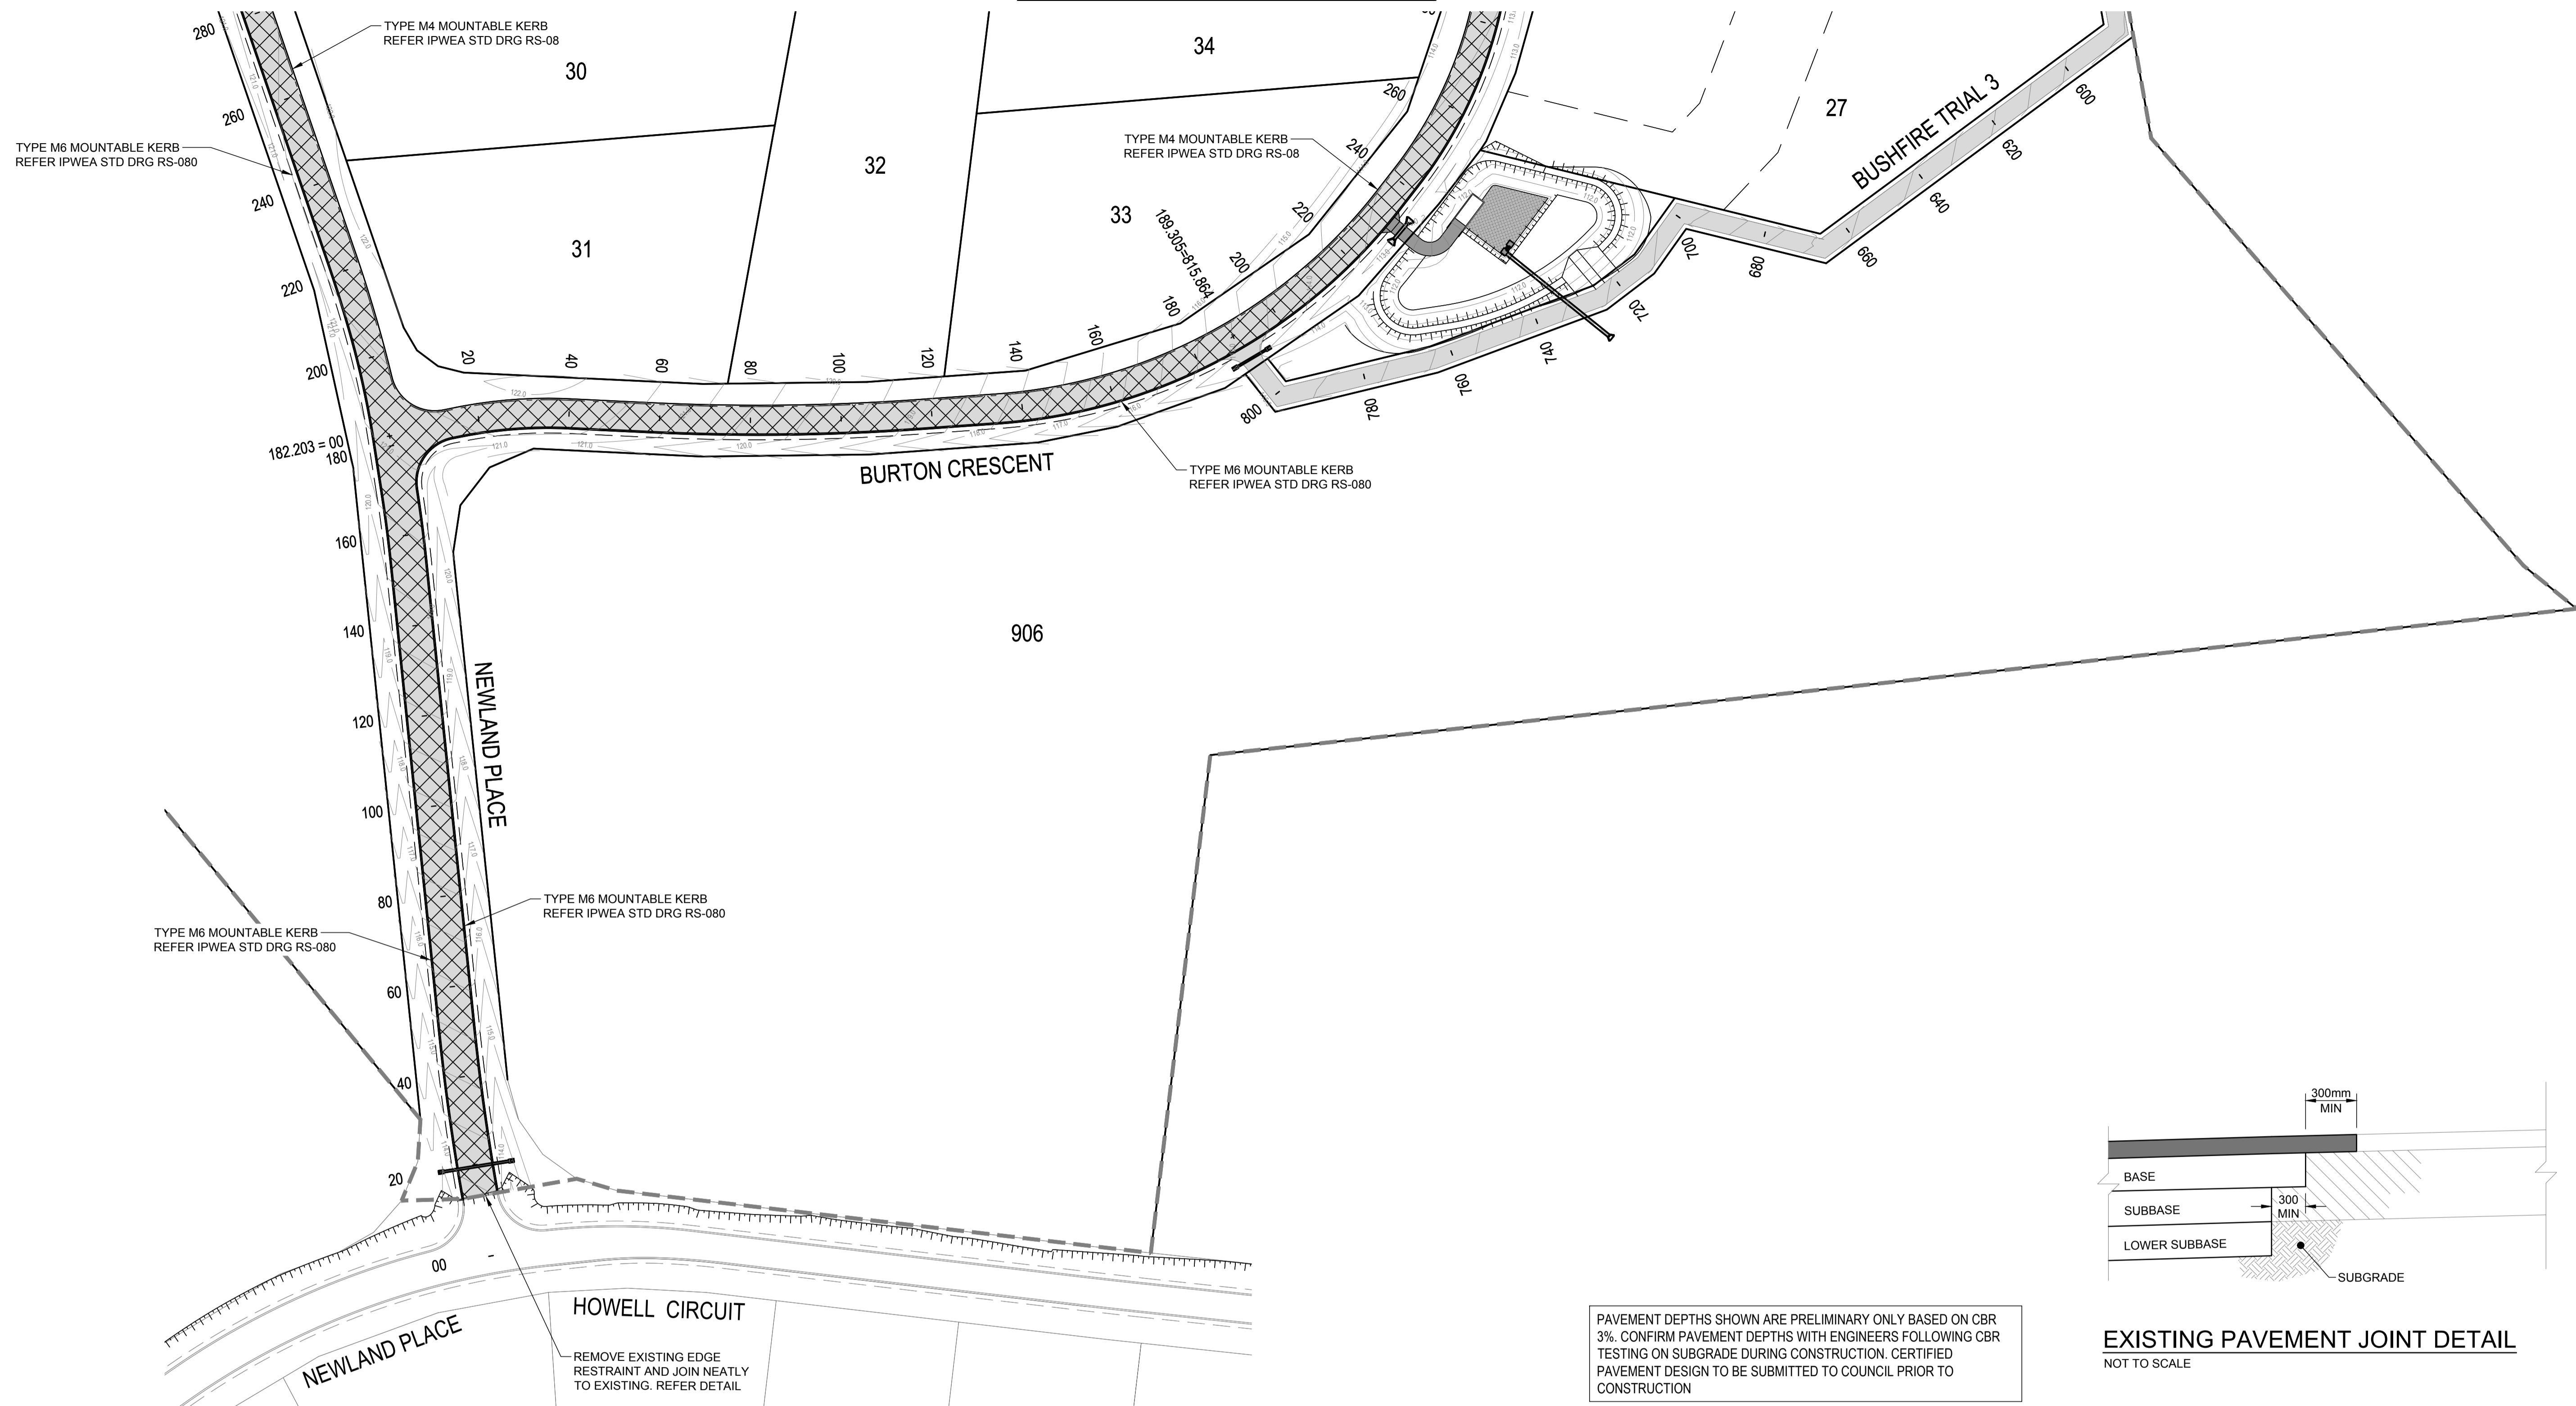 TYPE M4 MOUNTABLE KERB
REFER IPWEA STD DRG RS-08
TYPE M6 MOUNTABLE KERB
REFER IPWEA STD DRG RS-080
TYPE M4 MOUNTABLE KERB
REFER IPWEA STD DRG RS-08
30
31
32
33
34
27
906
BUSHFIRE TRIAL 3
280
260
240
220
200
182.203 = 00
180
160
140
120
100
80
60
40
20
00
20
40
60
80
100
120
140
160
180
189.305=815.864
200
220
240
260
600
620
640
660
680
700
720
740
760
780
800
BURTON CRESCENT
TYPE M6 MOUNTABLE KERB
REFER IPWEA STD DRG RS-080
NEWLAND PLACE
TYPE M6 MOUNTABLE KERB
REFER IPWEA STD DRG RS-080
TYPE M6 MOUNTABLE KERB
REFER IPWEA STD DRG RS-080
HOWELL CIRCUIT
NEWLAND PLACE
REMOVE EXISTING EDGE
RESTRAINT AND JOIN NEATLY
TO EXISTING. REFER DETAIL
PAVEMENT DEPTHS SHOWN ARE PRELIMINARY ONLY BASED ON CBR
3%. CONFIRM PAVEMENT DEPTHS WITH ENGINEERS FOLLOWING CBR
TESTING ON SUBGRADE DURING CONSTRUCTION. CERTIFIED
PAVEMENT DESIGN TO BE SUBMITTED TO COUNCIL PRIOR TO
CONSTRUCTION
300mm
MIN
BASE
SUBBASE
300
MIN
LOWER SUBBASE
SUBGRADE
EXISTING PAVEMENT JOINT DETAIL
NOT TO SCALE